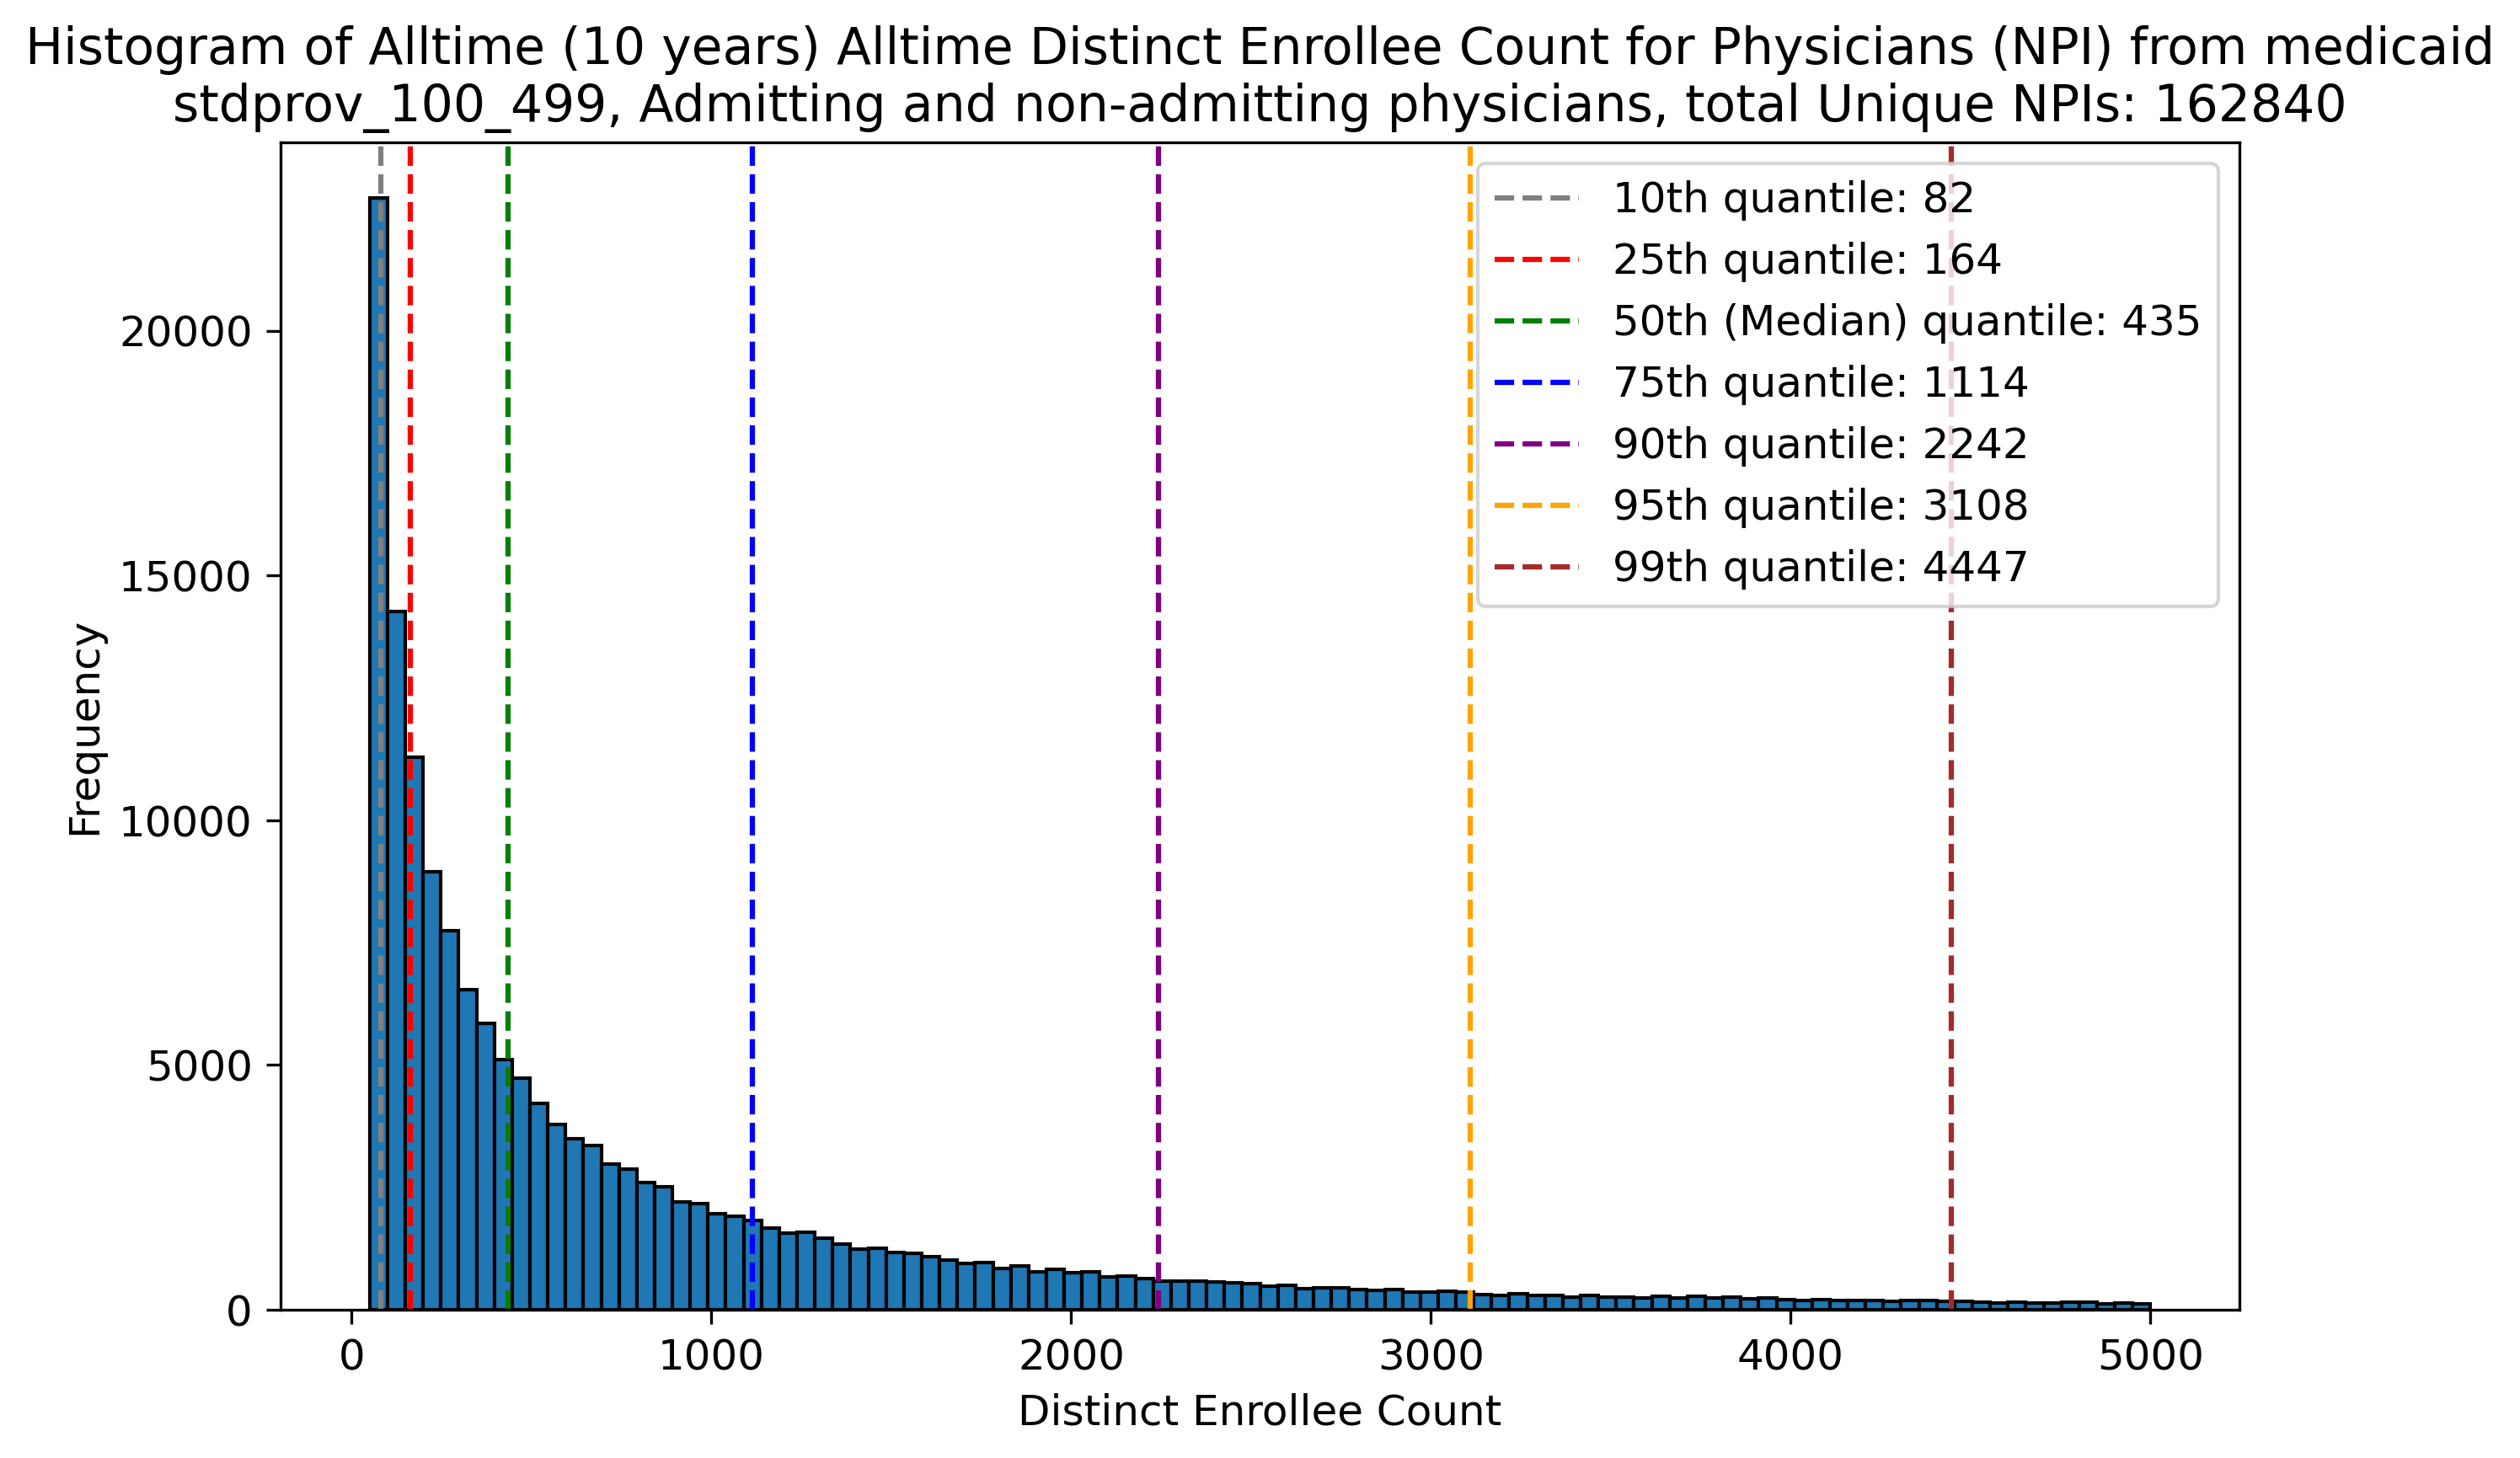 Histogram of Alltime (10 years) Alltime Distinct Enrollee Count for Physicians (NPI) from medicaid
stdprov_100_499, Admitting and non-admitting physicians, total Unique NPIs: 162840
10th quantile: 82
25th quantile: 164
50th (Median) quantile: 435
75th quantile: 1114
90th quantile: 2242
95th quantile: 3108
99th quantile: 4447
Frequency
20000
15000
10000
5000
0
0 1000 2000 3000 4000 5000
Distinct Enrollee Count